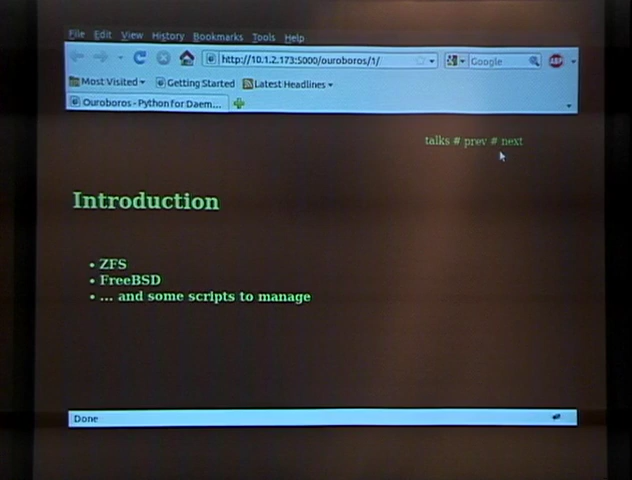 File Edit View History Bookmarks Tools Help
http://10.1.2.173:5000/ouroboros/1/ Google ABP
Most Visited Getting Started Latest Headlines
Ouroboros - Python for Daem...
talks # prev # next
Introduction
• ZFS
• FreeBSD
• ... and some scripts to manage
Done